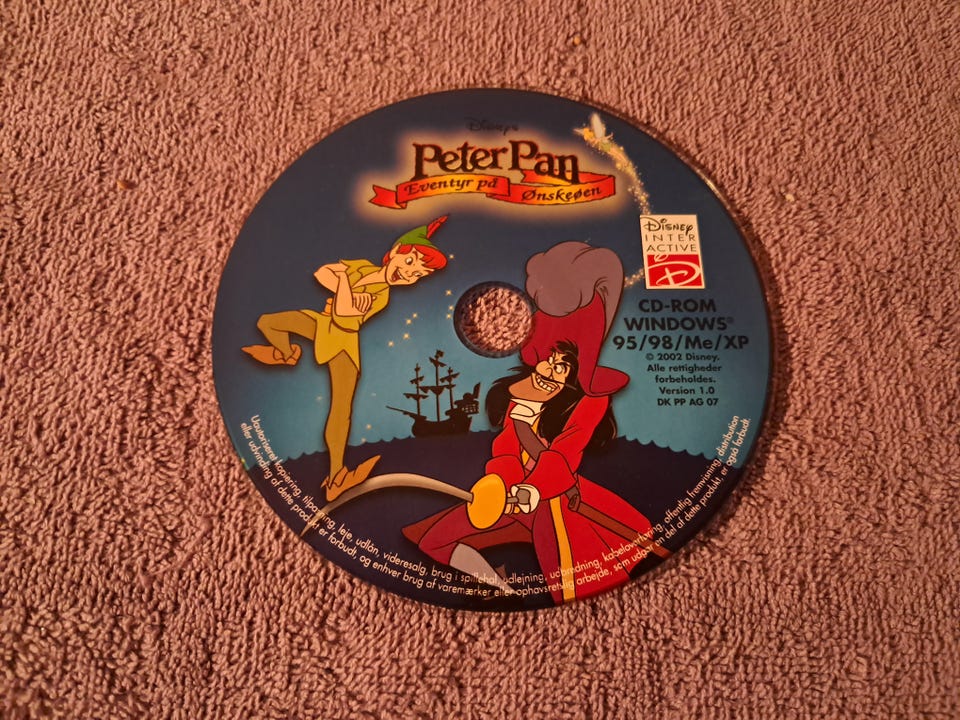 Disney's
Peter Pan
Eventyr på Ønskeøen
DISNEY
INTER
ACTIVE
D
CD-ROM
WINDOWS®
95/98/Me/XP
© 2002 Disney.
Alle rettigheder
forbeholdes.
Version 1.0
DK PP AG 07
Uautoriseret kopiering, tilpasning, leje, udlån, videresalg, brug i spillehal, udlejning, udbredning, kabeloverføring, offentlig fremvisning, distribution
eller udvinding af dette produkt er forbudt, og enhver brug af varemærker eller ophavsretslig arbejde, som udgør en del af dette produkt, er også forbudt.